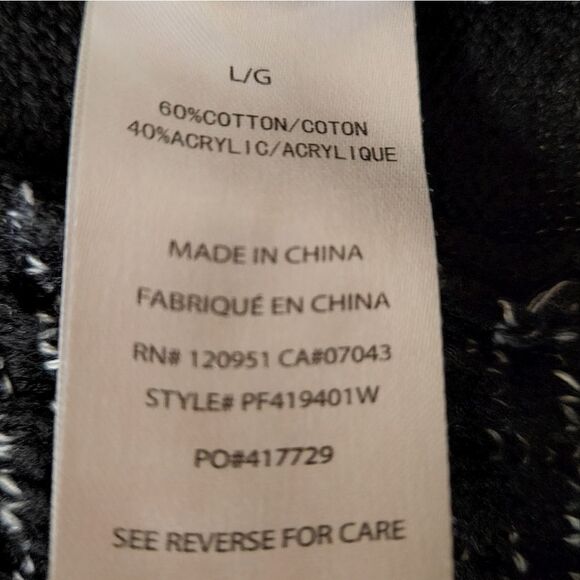 L/G
60%COTTON/COTON
40%ACRYLIC/ACRYLIQUE
MADE IN CHINA
FABRIQUÉ EN CHINA
RN# 120951 CA#07043
STYLE# PF419401W
PO#417729
SEE REVERSE FOR CARE